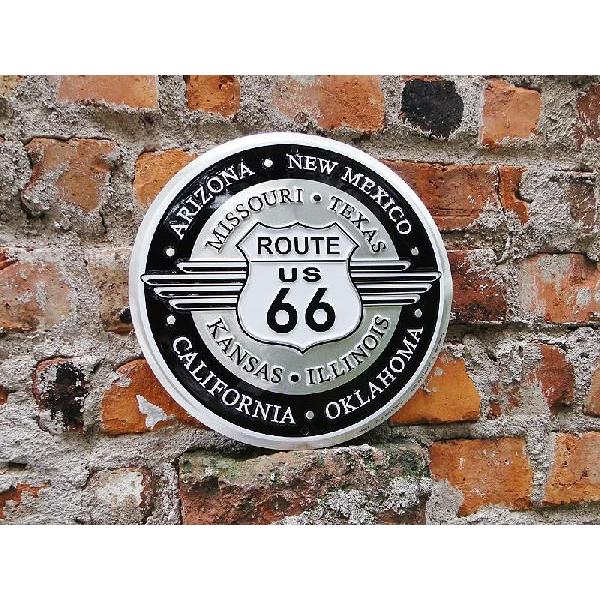 ARIZONA • NEW MEXICO
MISSOURI • TEXAS
ROUTE
US
66
KANSAS • ILLINOIS
CALIFORNIA • OKLAHOMA